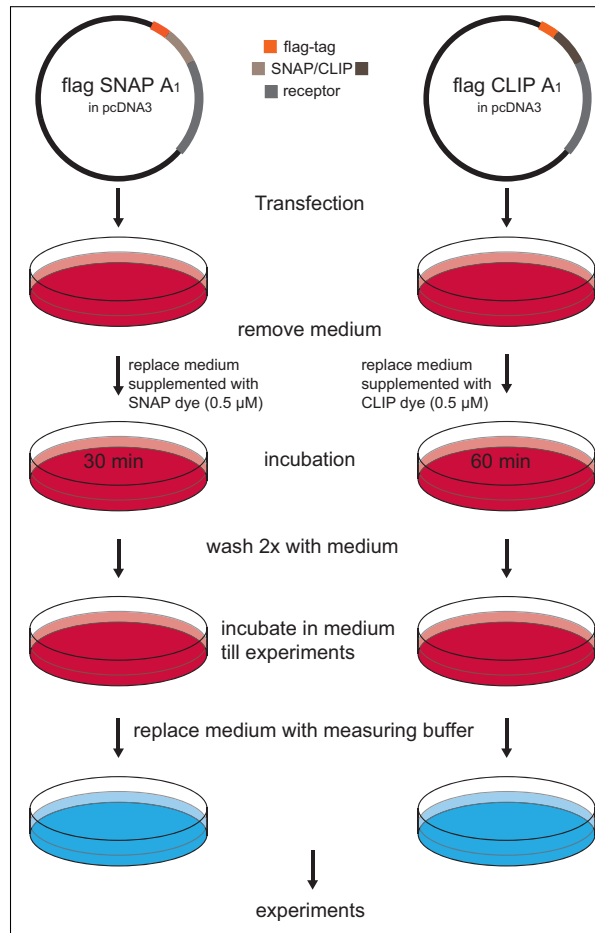 flag SNAP A1
in pcDNA3
flag-tag
SNAP/CLIP
receptor
flag CLIP A1
in pcDNA3
Transfection
remove medium
replace medium
supplemented with
SNAP dye (0.5 µM)
replace medium
supplemented with
CLIP dye (0.5 µM)
30 min
incubation
60 min
wash 2x with medium
incubate in medium
till experiments
replace medium with measuring buffer
experiments